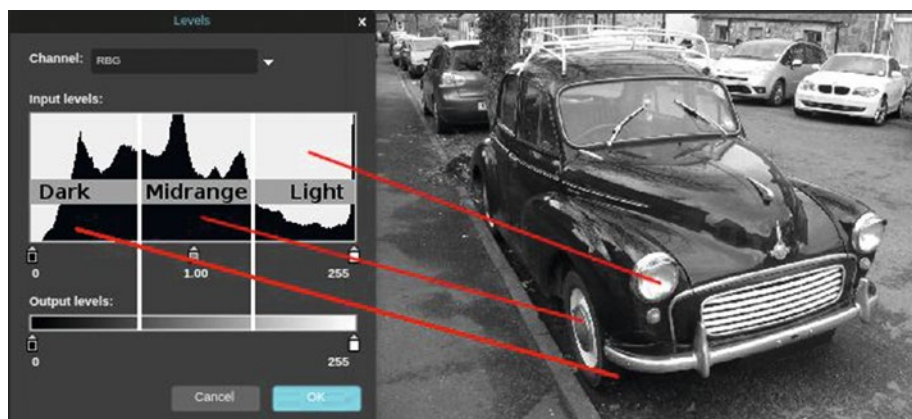 Levels x
Channel: RBG
Input levels:
Dark Midrange Light
0 1.00 255
Output levels:
0 255
Cancel OK